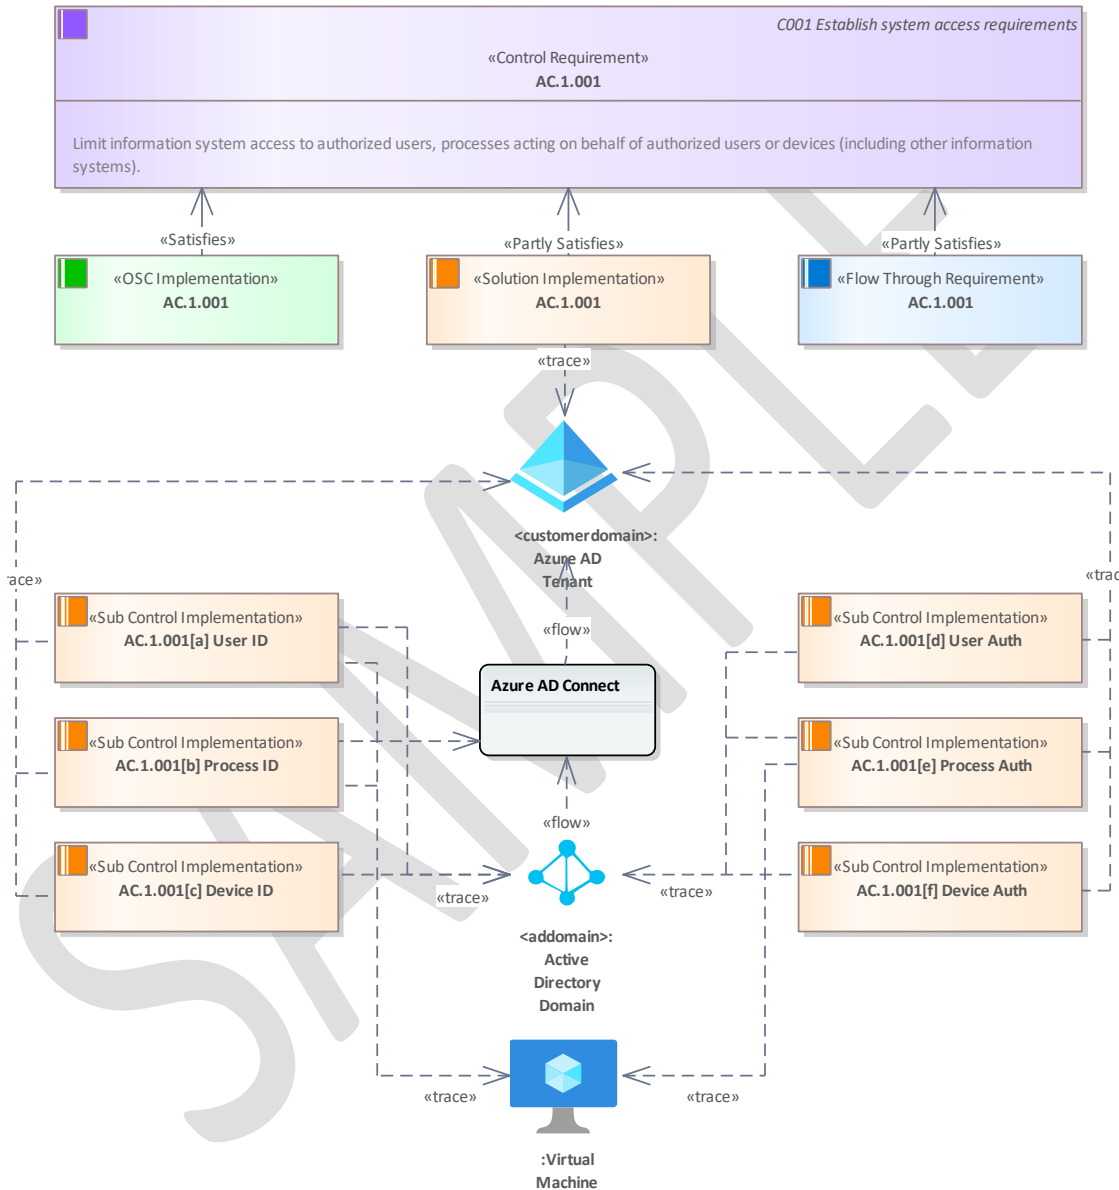 C001 Establish system access requirements
«Control Requirement»
AC.1.001
Limit information system access to authorized users, processes acting on behalf of authorized users or devices (including other information
systems).
«Satisfies»
«Partly Satisfies»
«Partly Satisfies»
«OSC Implementation»
AC.1.001
«Solution Implementation»
AC.1.001
«Flow Through Requirement»
AC.1.001
«trace»
<customerdomain>:
Azure AD
Tenant
race»
«trac
«Sub Control Implementation»
AC.1.001[a] User ID
«flow»
«Sub Control Implementation»
AC.1.001[d] User Auth
Azure AD Connect
«Sub Control Implementation»
AC.1.001[b] Process ID
«Sub Control Implementation»
AC.1.001[e] Process Auth
«flow»
«Sub Control Implementation»
AC.1.001[c] Device ID
«Sub Control Implementation»
AC.1.001[f] Device Auth
«trace»
«trace»
<addomain>:
Active
Directory
Domain
«trace»
«trace»
:Virtual
Machine
SAMPLE